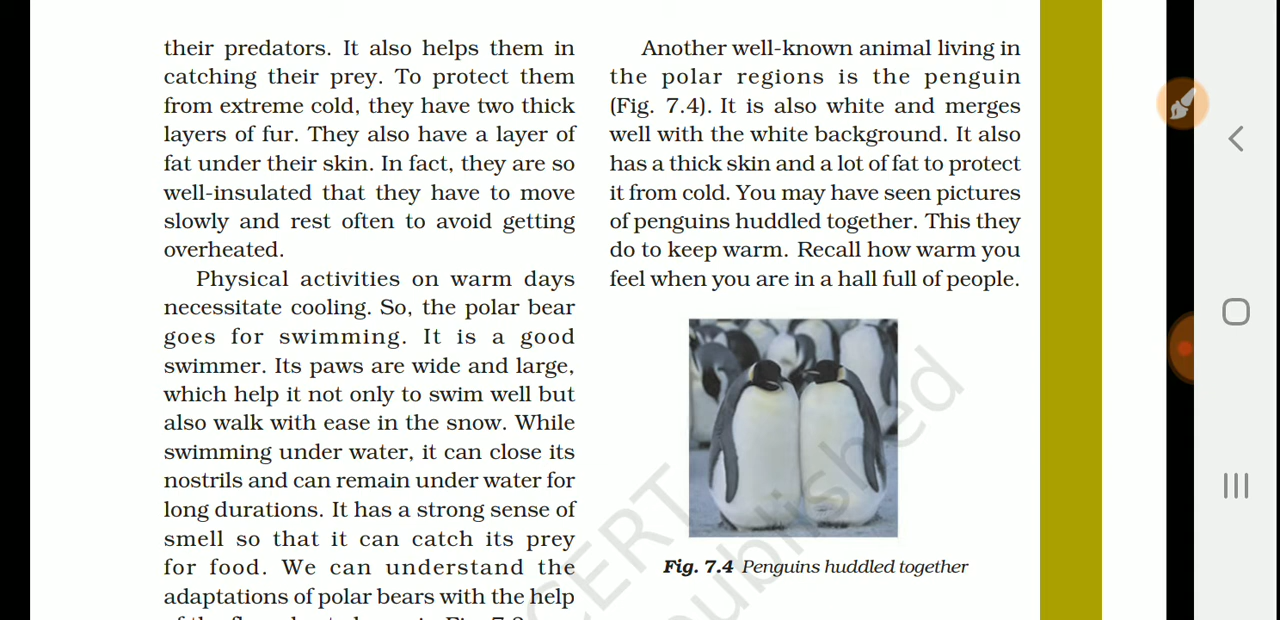 their predators. It also helps them in
catching their prey. To protect them
from extreme cold, they have two thick
layers of fur. They also have a layer of
fat under their skin. In fact, they are so
well-insulated that they have to move
slowly and rest often to avoid getting
overheated.
Physical activities on warm days
necessitate cooling. So, the polar bear
goes for swimming. It is a good
swimmer. Its paws are wide and large,
which help it not only to swim well but
also walk with ease in the snow. While
swimming under water, it can close its
nostrils and can remain under water for
long durations. It has a strong sense of
smell so that it can catch its prey
for food. We can understand the
adaptations of polar bears with the help
Another well-known animal living in
the polar regions is the penguin
(Fig. 7.4). It is also white and merges
well with the white background. It also
has a thick skin and a lot of fat to protect
it from cold. You may have seen pictures
of penguins huddled together. This they
do to keep warm. Recall how warm you
feel when you are in a hall full of people.
Fig. 7.4 Penguins huddled together
CERT
published